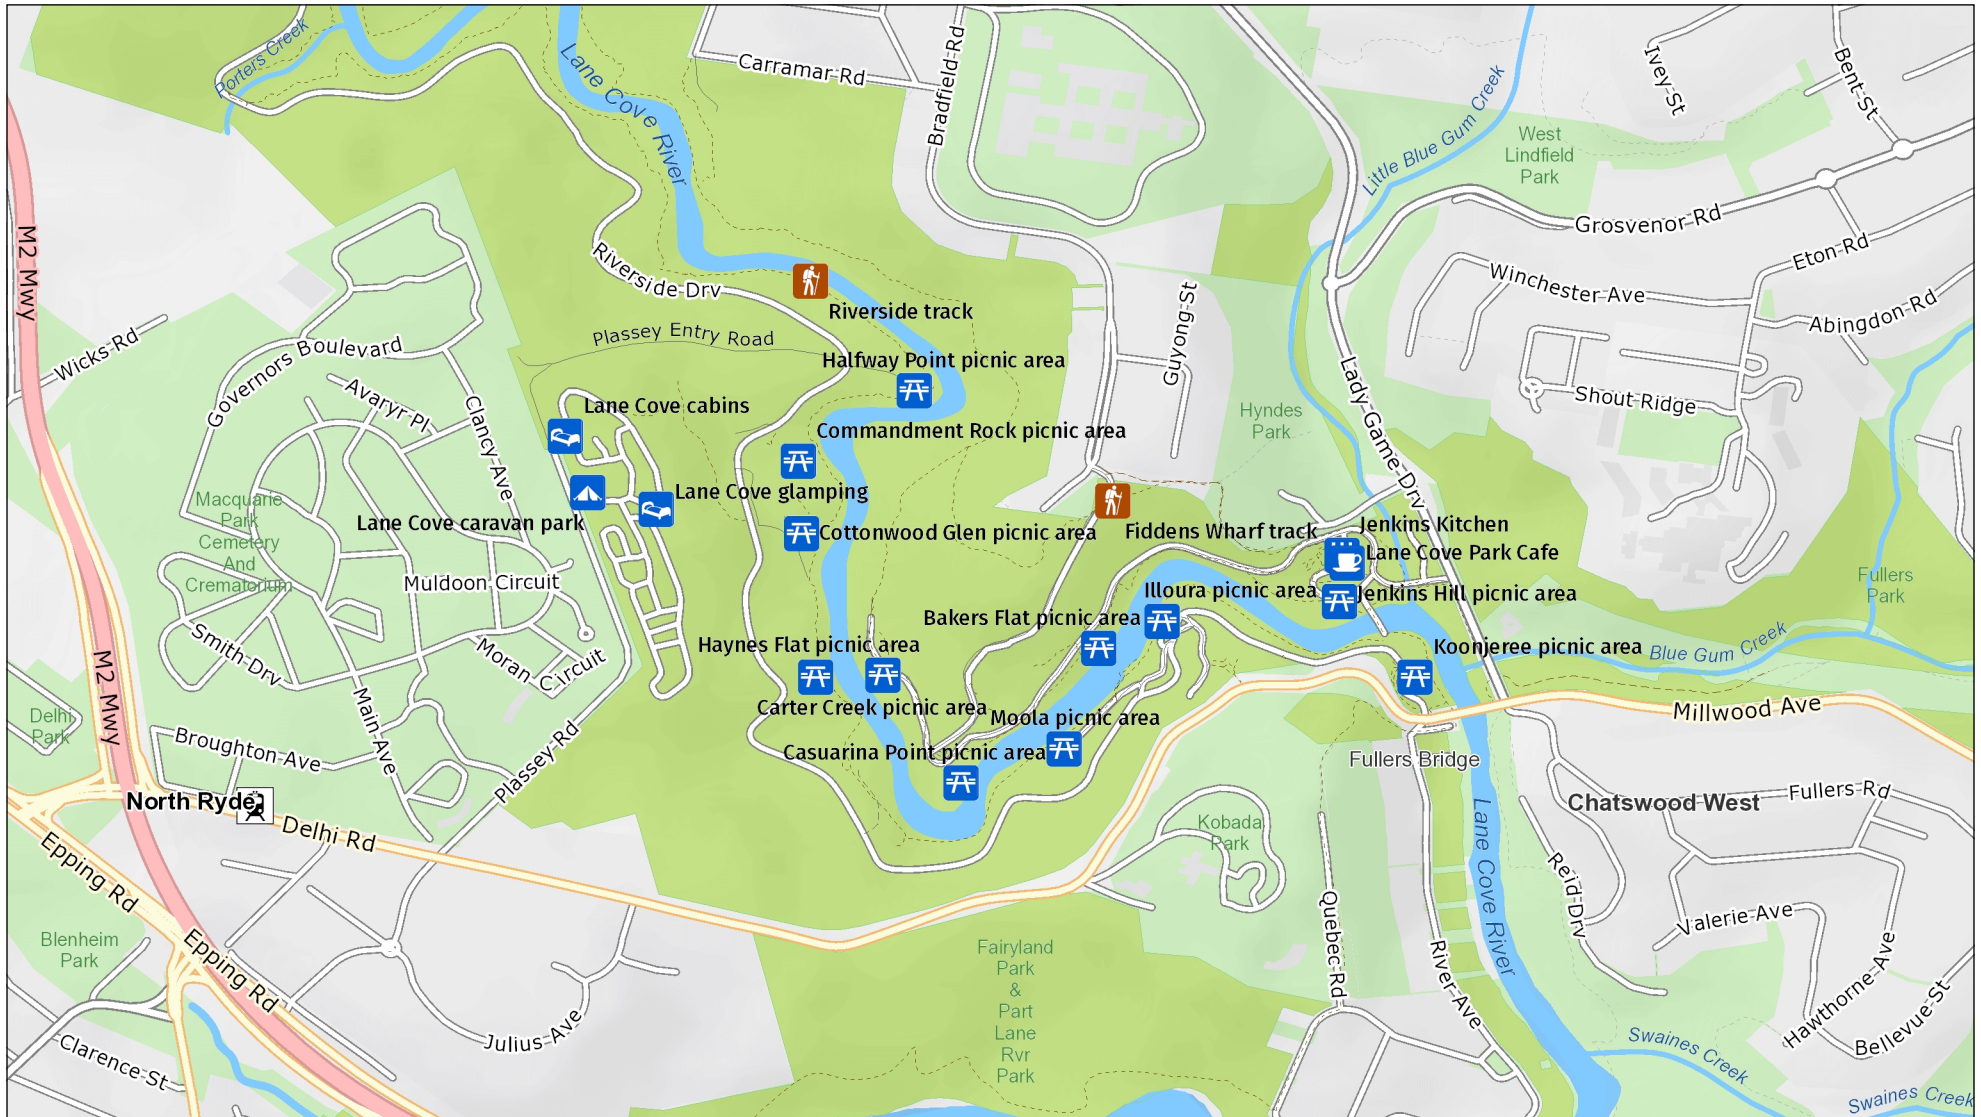 Porters Creek
Lane Cove River
Carramar Rd
Bradfield Rd
Ivey St
Bent St
Little Blue Gum Creek
West
Lindfield
Park
Grosvenor Rd
Eton Rd
M2 Mwy
Riverside Drv
Winchester Ave
Abingdon Rd
Riverside track
Guyong St
Wicks Rd
Governors Boulevard
Plassey Entry Road
Halfway Point picnic area
Lady Game Drv
Shout Ridge
Avaryr Pl
Clancy Ave
Lane Cove cabins
Hyndes
Park
Commandment Rock picnic area
Macquarie
Park
Cemetery
And
Crematorium
Lane Cove glamping
Lane Cove caravan park
Cottonwood Glen picnic area
Fiddens Wharf track
Jenkins Kitchen
Lane Cove Park Cafe
Muldoon Circuit
Illoura picnic area
Jenkins Hill picnic area
Fullers
Park
Bakers Flat picnic area
Smith Drv
Moran Circuit
Haynes Flat picnic area
Koonjeree picnic area
Blue Gum Creek
M2 Mwy
Main Ave
Carter Creek picnic area
Moola picnic area
Millwood Ave
Delhi
Park
Broughton Ave
Plassey Rd
Casuarina Point picnic area
Fullers Bridge
North Ryde
Delhi Rd
Chatswood West
Fullers Rd
Kobada
Park
Epping Rd
Lane Cove River
Reid Drv
Valerie Ave
Quebec Rd
Blenheim
Park
Epping Rd
Fairyland
Park
&
Part
Lane
Rvr
Park
River Ave
Hawthorne Ave
Bellevue St
Julius Ave
Clarence St
Swaines Creek
Swaines Creek